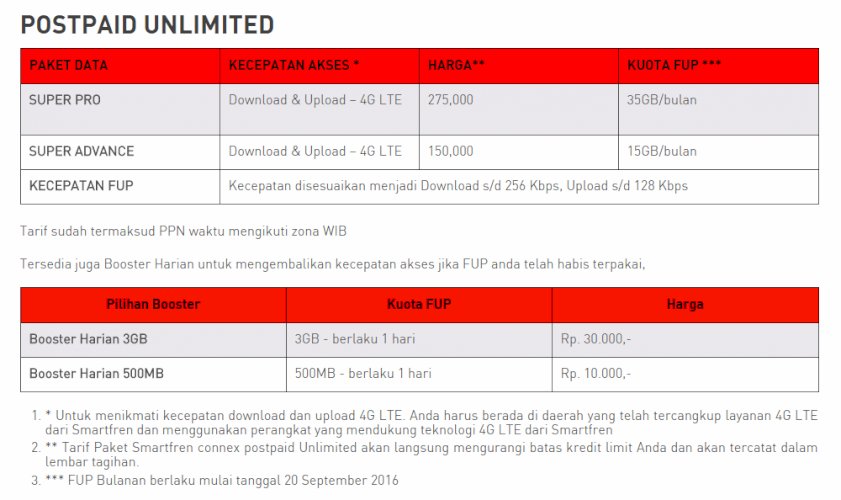 POSTPAID UNLIMITED
PAKET DATA KECEPATAN AKSES * HARGA** KUOTA FUP ***
SUPER PRO Download & Upload – 4G LTE 275,000 35GB/bulan
SUPER ADVANCE Download & Upload – 4G LTE 150,000 15GB/bulan
KECEPATAN FUP Kecepatan disesuaikan menjadi Download s/d 256 Kbps, Upload s/d 128 Kbps
Tarif sudah termaksud PPN waktu mengikuti zona WIB
Tersedia juga Booster Harian untuk mengembalikan kecepatan akses jika FUP anda telah habis terpakai,
Pilihan Booster Kuota FUP Harga
Booster Harian 3GB 3GB - berlaku 1 hari Rp. 30.000,-
Booster Harian 500MB 500MB - berlaku 1 hari Rp. 10.000,-
1. * Untuk menikmati kecepatan download dan upload 4G LTE. Anda harus berada di daerah yang telah tercangkup layanan 4G LTE
dari Smartfren dan menggunakan perangkat yang mendukung teknologi 4G LTE dari Smartfren
2. ** Tarif Paket Smartfren connex postpaid Unlimited akan langsung mengurangi batas kredit limit Anda dan akan tercatat dalam
lembar tagihan.
3. *** FUP Bulanan berlaku mulai tanggal 20 September 2016